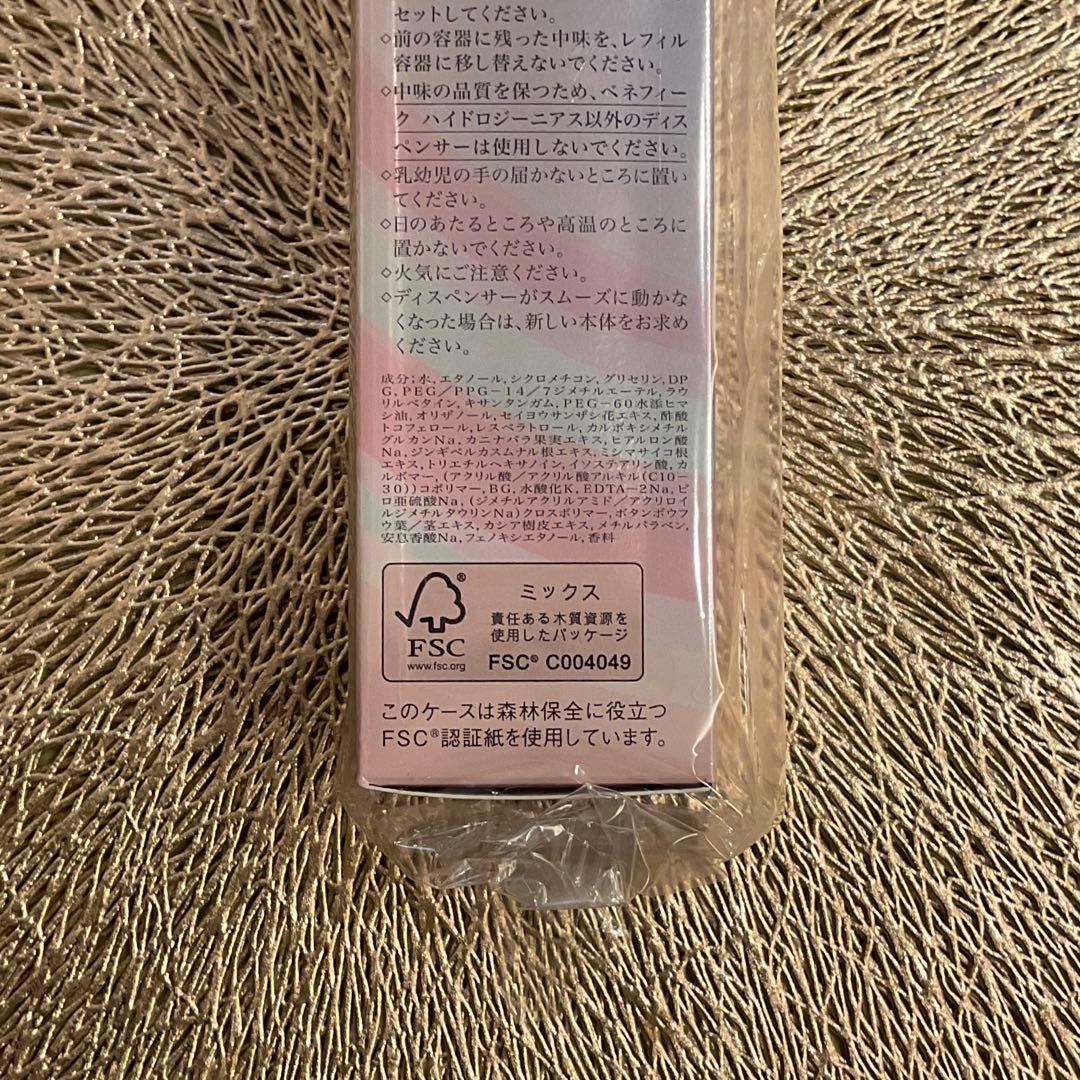 セットしてください。
◇前の容器に残った中味を、レフィル
容器に移し替えないでください。
◇中味の品質を保つため、ベネフィー
ク ハイドロジーニアス以外のディス
ペンサーは使用しないでください。
◇乳幼児の手の届かないところに置い
てください。
◇日のあたるところや高温のところに
置かないでください。
◇火気にご注意ください。
◇ディスペンサーがスムーズに動かな
くなった場合は、新しい本体をお求め
ください。
成分:水, エタノール, シクロメチコン, グリセリン, DP
G, PEG/PPG-14/7ジメチルエーテル, ラウ
リルベタイン, キサンタンガム, PEG-60水添ヒマ
シ油, オリザノール, セイヨウサンザシ花エキス, 酢酸
トコフェロール, レスベラトロール, カルボキシメチル
グルカンNa, カニナバラ果実エキス, ヒアルロン酸
Na, ジンギベルカスムナル根エキス, ミシマサイコ根
エキス, トリエチルヘキサノイン, イソステアリン酸, カ
ルボマー, (アクリル酸/アクリル酸アルキル(C10-
30))コポリマー, BG, 水酸化K, EDTA-2Na, ピ
ロ亜硫酸Na, (ジメチルアクリルアミド/アクリロイ
ルジメチルタウリンNa)クロスポリマー, ボタンボウフ
ウ葉/茎エキス, カシア樹皮エキス, メチルパラベン,
安息香酸Na, フェノキシエタノール, 香料
®
FSC
www.fsc.org
ミックス
責任ある木質資源を
使用したパッケージ
FSC® C004049
このケースは森林保全に役立つ
FSC®認証紙を使用しています。